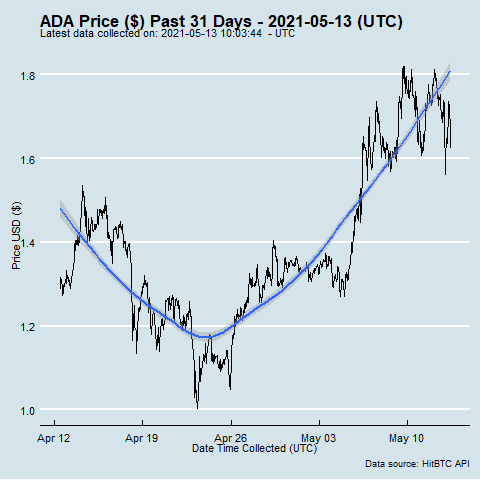 ADA Price ($) Past 31 Days - 2021-05-13 (UTC)
Latest data collected on: 2021-05-13 10:03:44 - UTC
1.8
1.6
1.4
1.2
1.0
Price USD ($)
Apr 12 Apr 19 Apr 26 May 03 May 10
Date Time Collected (UTC)
Data source: HitBTC API